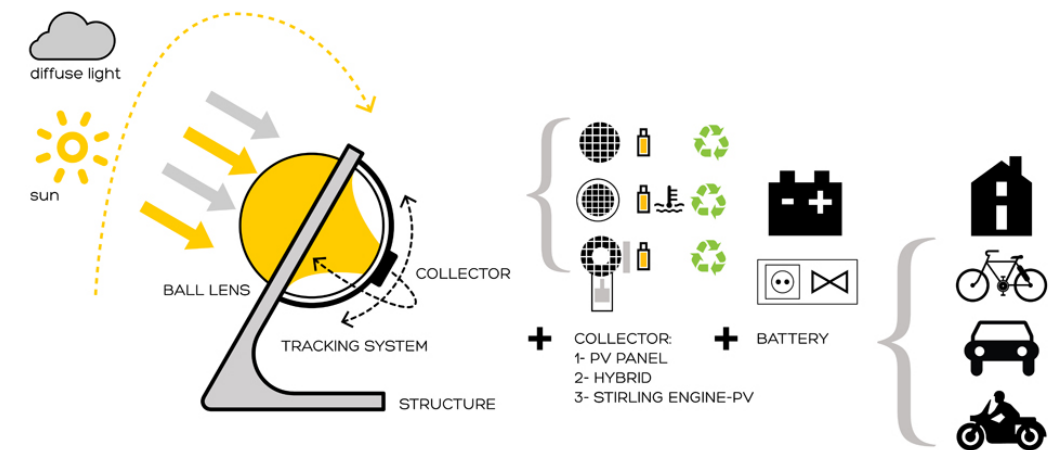 diffuse light
sun
BALL LENS
COLLECTOR
TRACKING SYSTEM
STRUCTURE
COLLECTOR:
1- PV PANEL
2- HYBRID
3- STIRLING ENGINE-PV
BATTERY